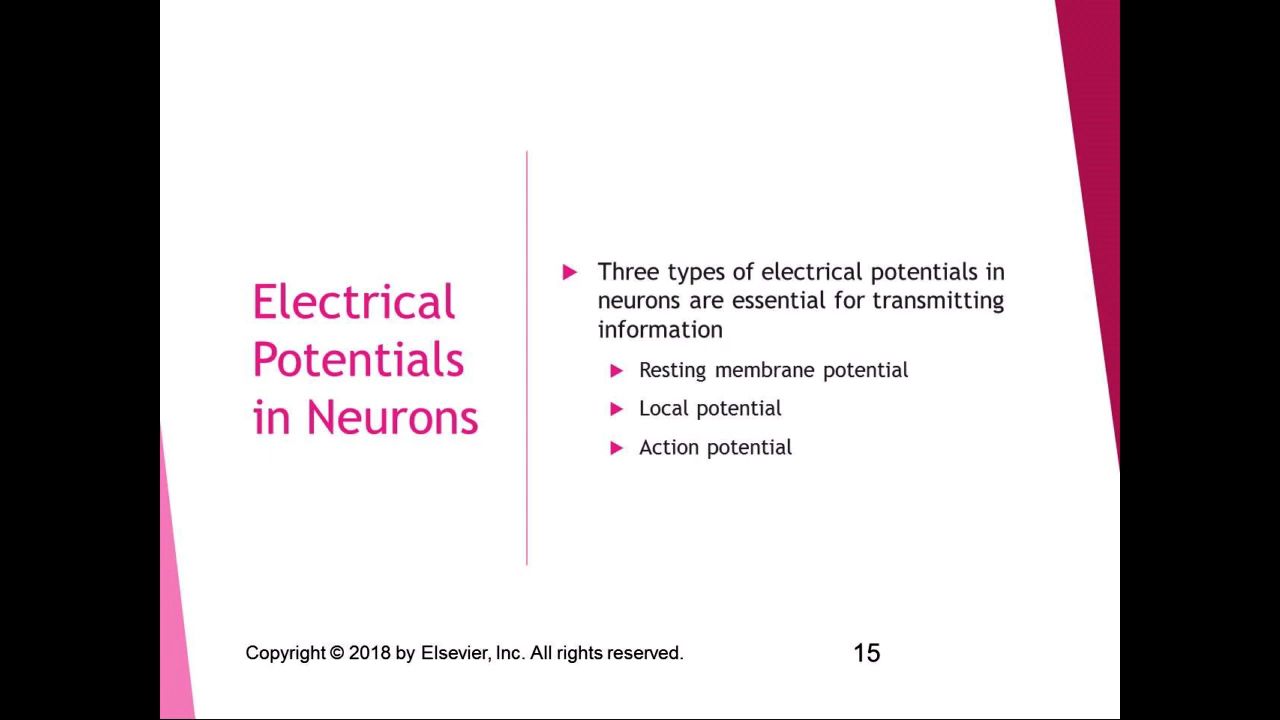 Electrical
Potentials
in Neurons
Three types of electrical potentials in
neurons are essential for transmitting
information
Resting membrane potential
Local potential
Action potential
Copyright © 2018 by Elsevier, Inc. All rights reserved.
15